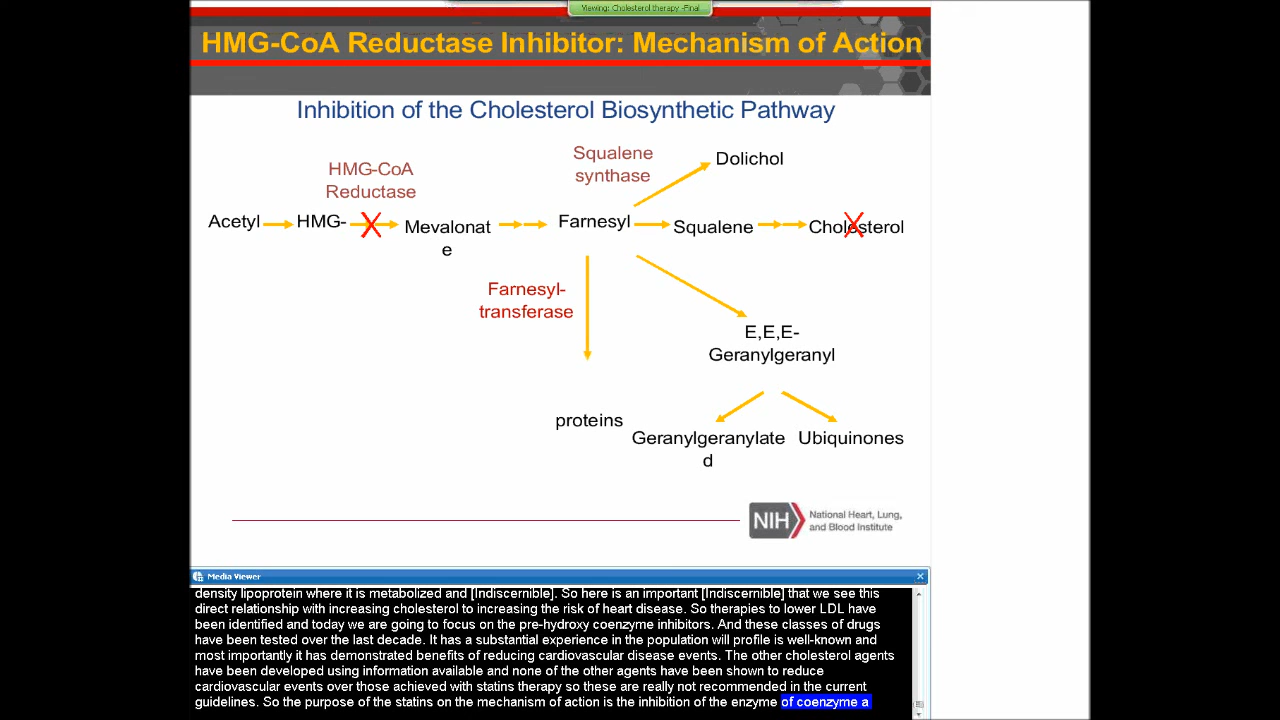 Viewing: Cholesterol therapy -Final
HMG-CoA Reductase Inhibitor: Mechanism of Action
Inhibition of the Cholesterol Biosynthetic Pathway
HMG-CoA
Reductase
Squalene
synthase
Dolichol
Acetyl
HMG-
Mevalonat
e
Farnesyl
Squalene
Cholesterol
Farnesyl-
transferase
E,E,E-
Geranylgeranyl
proteins
Geranylgeranylate
d
Ubiquinones
NIH
National Heart, Lung,
and Blood Institute
Media Viewer
density lipoprotein where it is metabolized and [Indiscernible]. So here is an important [Indiscernible] that we see this
direct relationship with increasing cholesterol to increasing the risk of heart disease. So therapies to lower LDL have
been identified and today we are going to focus on the pre-hydroxy coenzyme inhibitors. And these classes of drugs
have been tested over the last decade. It has a substantial experience in the population will profile is well-known and
most importantly it has demonstrated benefits of reducing cardiovascular disease events. The other cholesterol agents
have been developed using information available and none of the other agents have been shown to reduce
cardiovascular events over those achieved with statins therapy so these are really not recommended in the current
guidelines. So the purpose of the statins on the mechanism of action is the inhibition of the enzyme of coenzyme a